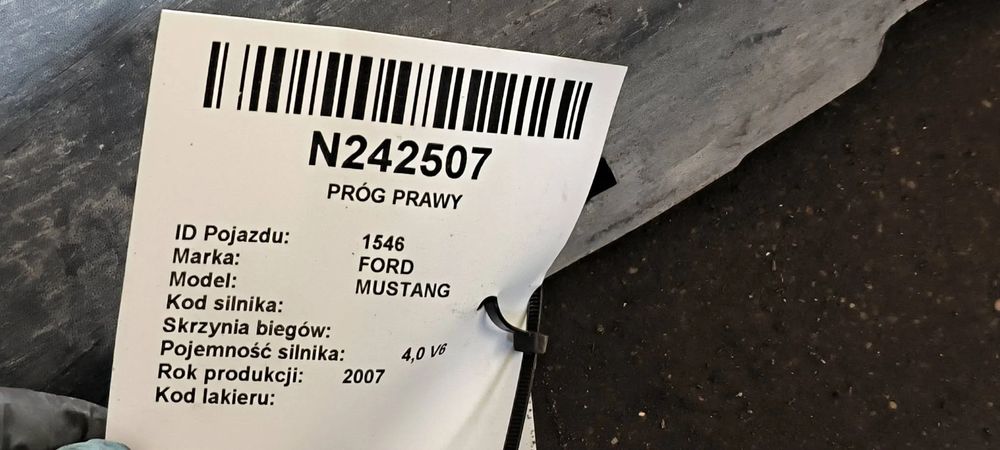 N242507
PRÓG PRAWY
ID Pojazdu: 1546
Marka: FORD
Model: MUSTANG
Kod silnika:
Skrzynia biegów:
Pojemność silnika: 4,0 V6
Rok produkcji: 2007
Kod lakieru: